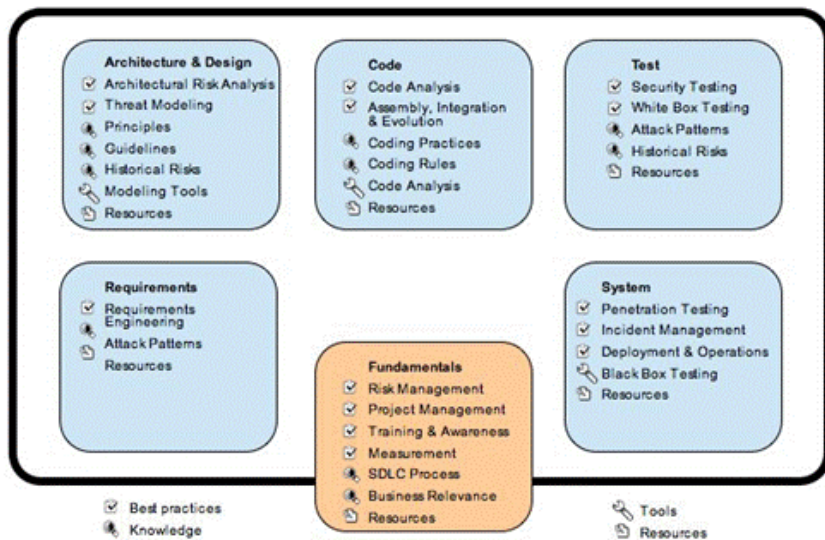 Architecture & Design
Architectural Risk Analysis
Threat Modeling
Principles
Guidelines
Historical Risks
Modeling Tools
Resources
Code
Code Analysis
Assembly, Integration
& Evolution
Coding Practices
Coding Rules
Code Analysis
Resources
Test
Security Testing
White Box Testing
Attack Patterns
Historical Risks
Resources
Requirements
Requirements
Engineering
Attack Patterns
Resources
Fundamentals
Risk Management
Project Management
Training & Awareness
Measurement
SDLC Process
Business Relevance
Resources
System
Penetration Testing
Incident Management
Deployment & Operations
Black Box Testing
Resources
Best practices
Knowledge
Tools
Resources